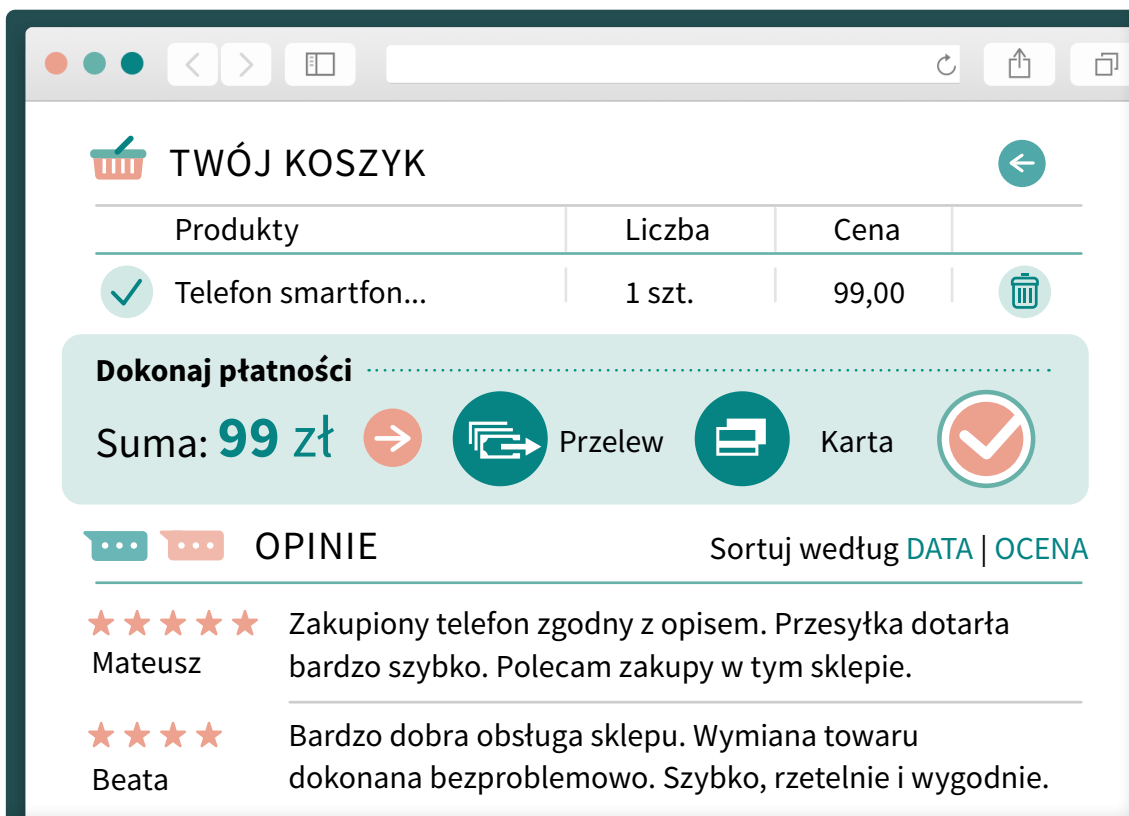 TWÓJ KOSZYK
Produkty Liczba Cena
Telefon smartfon... 1 szt. 99,00
Dokonaj płatności
Suma: 99 zł Przelew Karta
OPINIE Sortuj według DATA | OCENA
Zakupiony telefon zgodny z opisem. Przesyłka dotarła
Mateusz bardzo szybko. Polecam zakupy w tym sklepie.
Bardzo dobra obsługa sklepu. Wymiana towaru
Beata dokonana bezproblemowo. Szybko, rzetelnie i wygodnie.